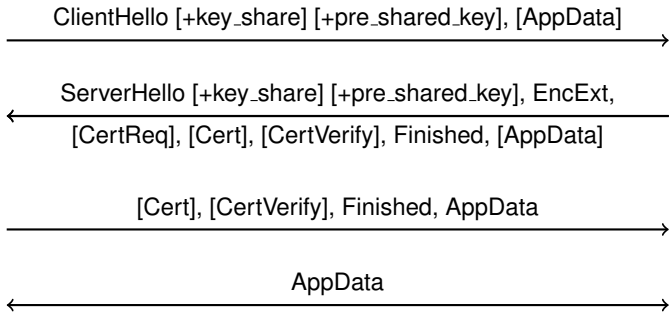 ClientHello [+key_share] [+pre_shared_key], [AppData]
ServerHello [+key_share] [+pre_shared_key], EncExt,
[CertReq], [Cert], [CertVerify], Finished, [AppData]
[Cert], [CertVerify], Finished, AppData
AppData